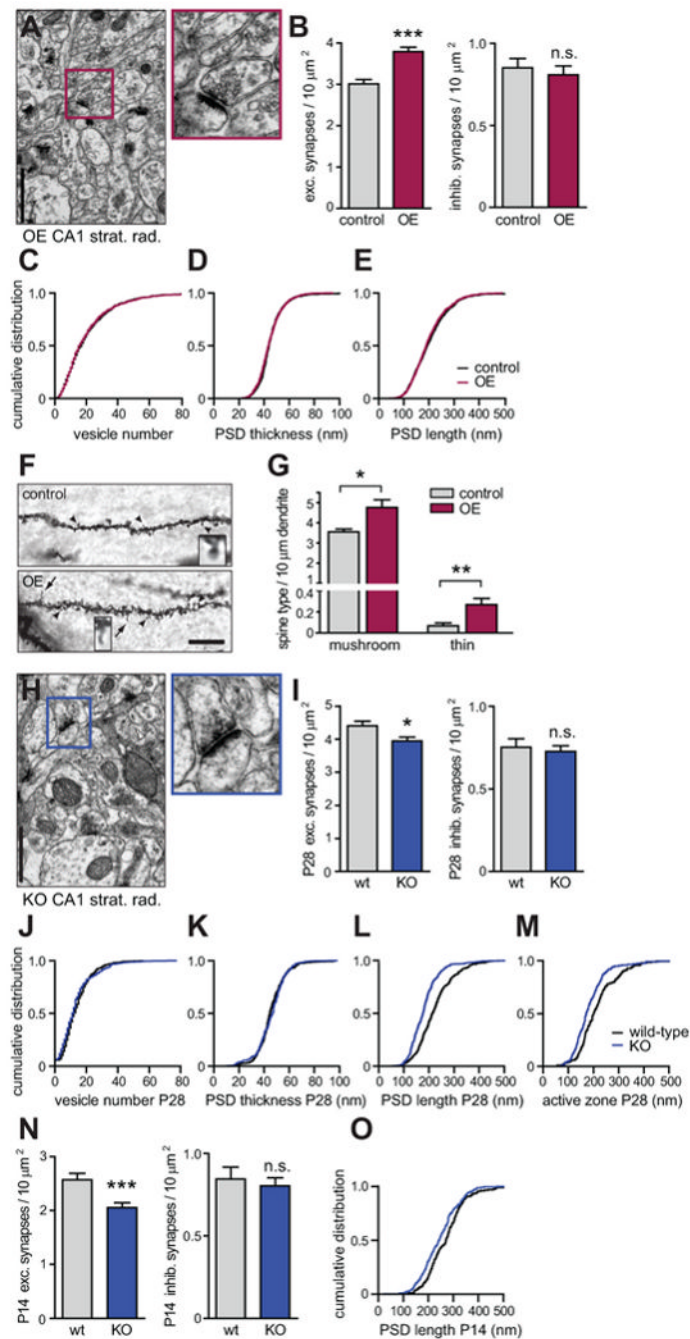 A
OE CA1 strat. rad.
B
exc. synapses / 10 µm²
4
3
2
1
0
***
control
OE
inhib. synapses / 10 µm²
1.0
0.5
0
n.s.
control
OE
C
cumulative distribution
1.0
0.5
0
0
20
40
60
80
vesicle number
D
1.0
0.5
0
0
20
40
60
80
100
PSD thickness (nm)
E
1.0
0.5
0
0
100
200
300
400
500
PSD length (nm)
control
OE
F
control
OE
G
spine type / 10 µm dendrite
5
4
3
2
1
0.4
0.2
0
*
**
control
OE
mushroom
thin
H
KO CA1 strat. rad.
I
P28 exc. synapses / 10 µm²
5
4
3
2
1
0
*
wt
KO
P28 inhib. synapses / 10 µm²
1.0
0.5
0
n.s.
wt
KO
J
cumulative distribution
1.0
0.5
0
0
20
40
60
80
vesicle number P28
K
1.0
0.5
0
0
20
40
60
80
100
PSD thickness P28 (nm)
L
1.0
0.5
0
0
100
200
300
400
500
PSD length P28 (nm)
M
1.0
0.5
0
0
100
200
300
400
500
active zone P28 (nm)
wild-type
KO
N
P14 exc. synapses / 10 µm²
3
2
1
0
***
wt
KO
P14 inhib. synapses / 10 µm²
1.0
0.5
0
n.s.
wt
KO
O
cumulative distribution
1.0
0.5
0
0
100
200
300
400
500
PSD length P14 (nm)